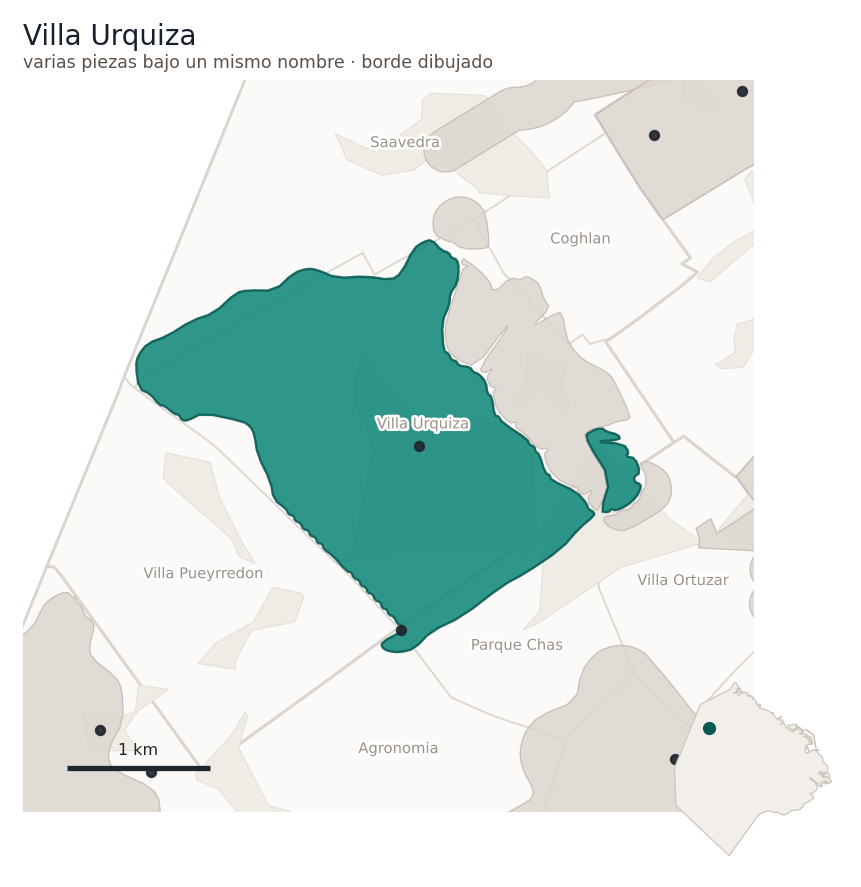 Villa Urquiza
varias piezas bajo un mismo nombre · borde dibujado
Saavedra
Coghlan
Villa Urquiza
Villa Pueyrredon
Villa Ortuzar
Parque Chas
Agronomia
1 km